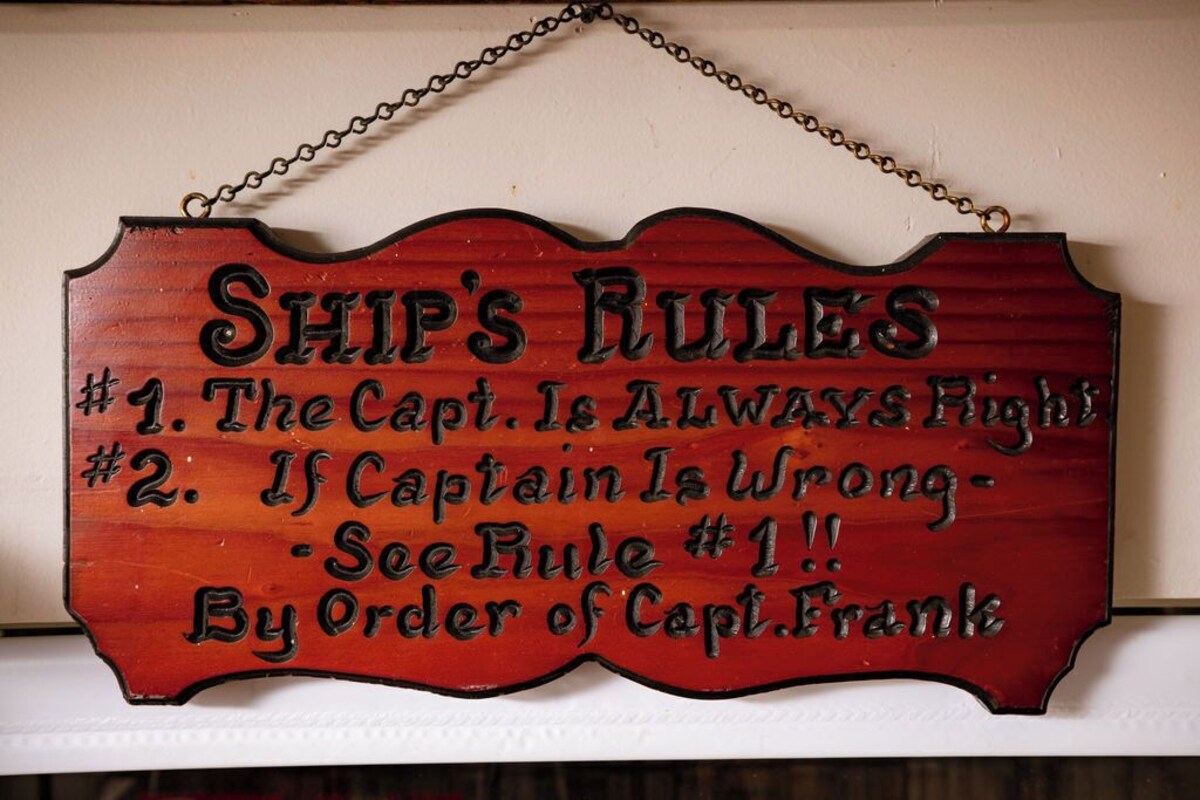 SHIP'S RULES
#1. The Capt. Is ALWAYS Right
#2. If Captain Is Wrong-
-See Rule #1!!
By Order of Capt. Frank